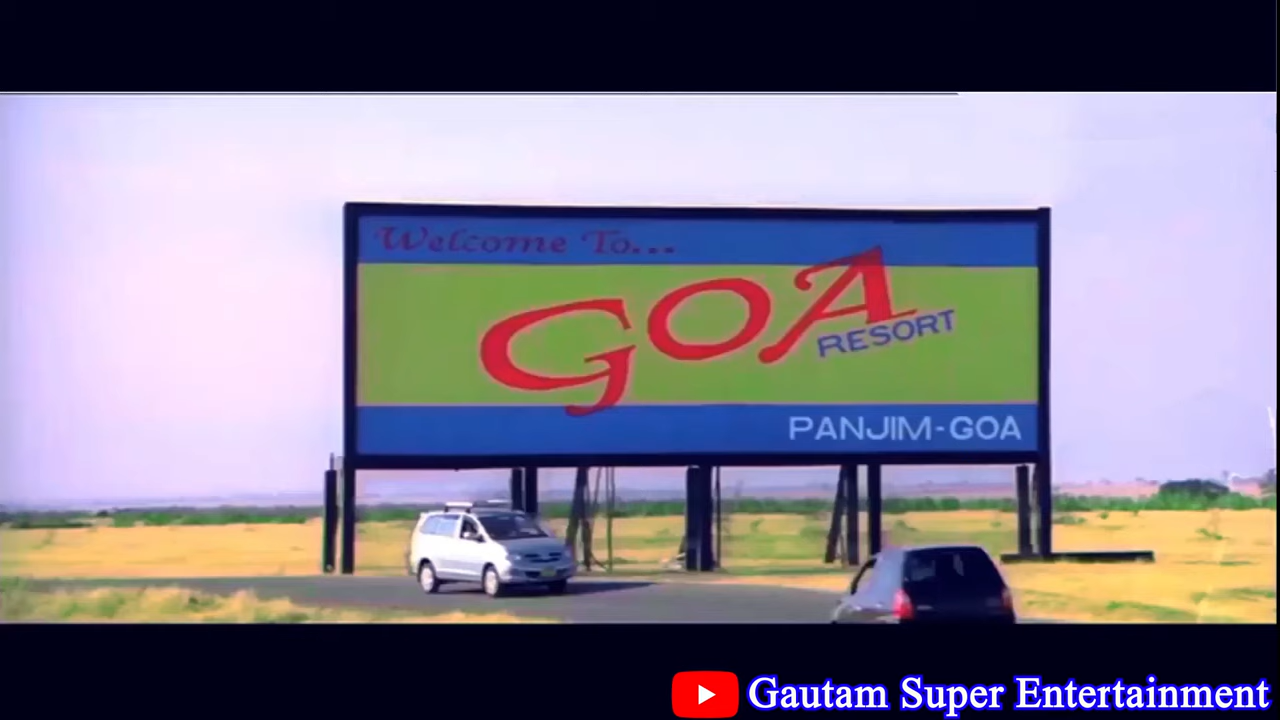 Welcome To...
GOA
RESORT
PANJIM-GOA
Gautam Super Entertainment